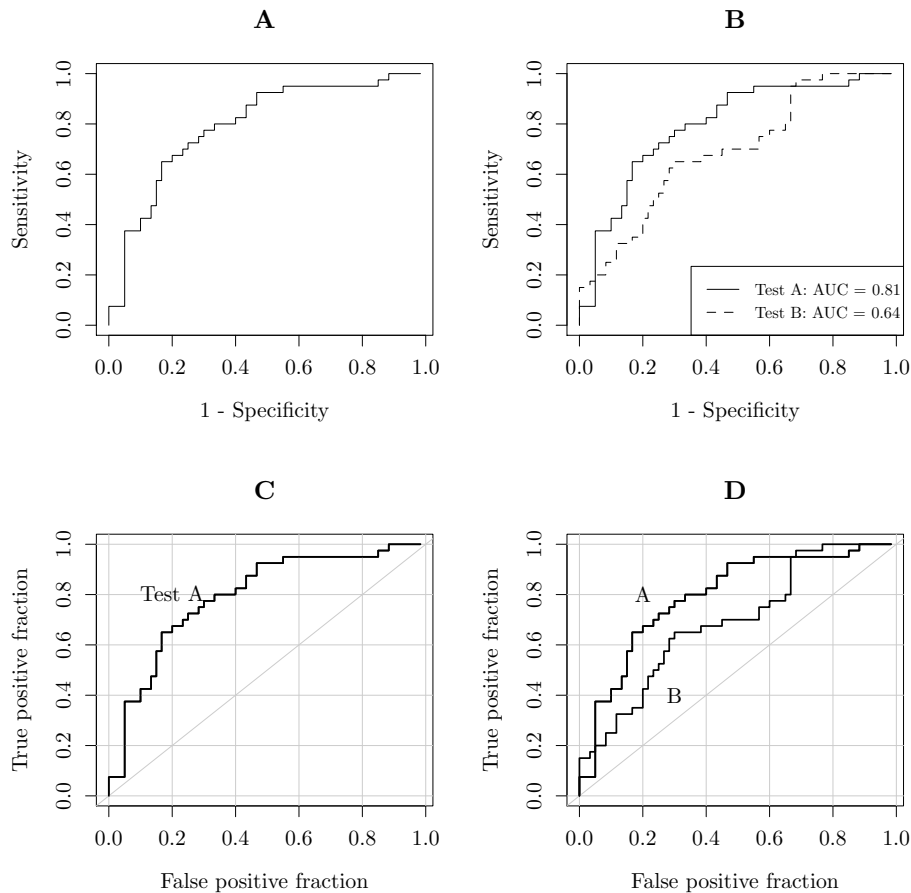 A
Sensitivity
0.0 0.2 0.4 0.6 0.8 1.0
0.0 0.2 0.4 0.6 0.8 1.0
1 - Specificity
B
Sensitivity
0.0 0.2 0.4 0.6 0.8 1.0
Test A: AUC = 0.81
Test B: AUC = 0.64
0.0 0.2 0.4 0.6 0.8 1.0
1 - Specificity
C
True positive fraction
0.0 0.2 0.4 0.6 0.8 1.0
Test A
0.0 0.2 0.4 0.6 0.8 1.0
False positive fraction
D
True positive fraction
0.0 0.2 0.4 0.6 0.8 1.0
A
B
0.0 0.2 0.4 0.6 0.8 1.0
False positive fraction